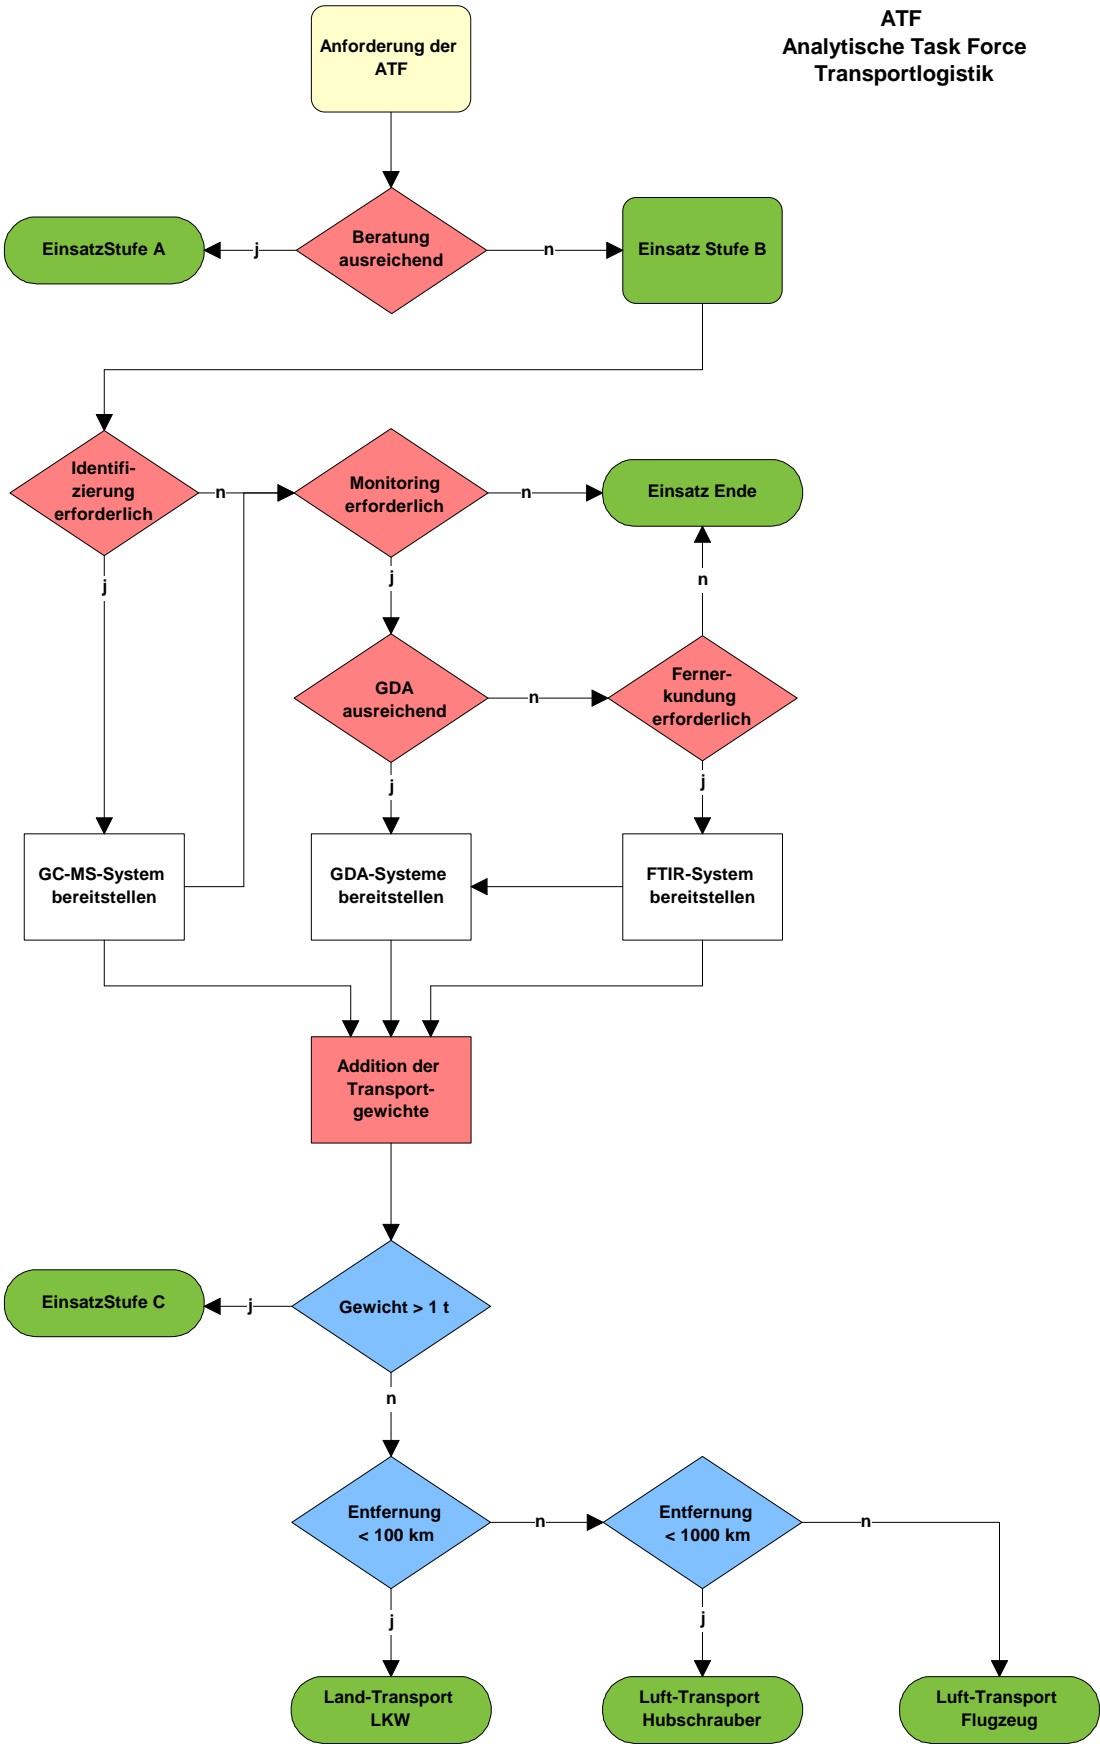 ATF
Analytische Task Force
Transportlogistik
Anforderung der
ATF
Beratung
ausreichend
j
n
EinsatzStufe A
Einsatz Stufe B
Identifi-
zierung
erforderlich
n
j
Monitoring
erforderlich
n
j
Einsatz Ende
n
GDA
ausreichend
n
j
Ferner-
kundung
erforderlich
j
GC-MS-System
bereitstellen
GDA-Systeme
bereitstellen
FTIR-System
bereitstellen
Addition der
Transport-
gewichte
EinsatzStufe C
j
Gewicht > 1 t
n
Entfernung
< 100 km
n
j
Entfernung
< 1000 km
n
j
Land-Transport
LKW
Luft-Transport
Hubschrauber
Luft-Transport
Flugzeug